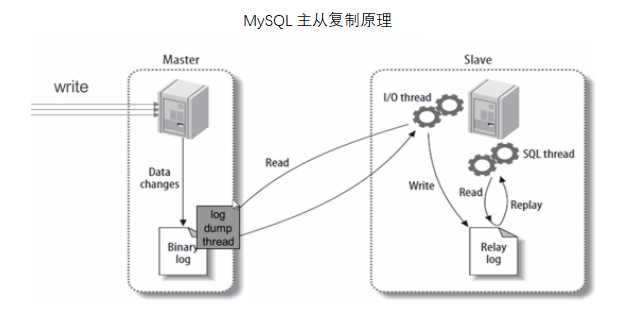 MySQL 主从复制原理
Master
Slave
write
I/O thread
Data
changes
Read
SQL thread
Write
Read
Replay
log
dump
thread
Binary
log
Relay
log